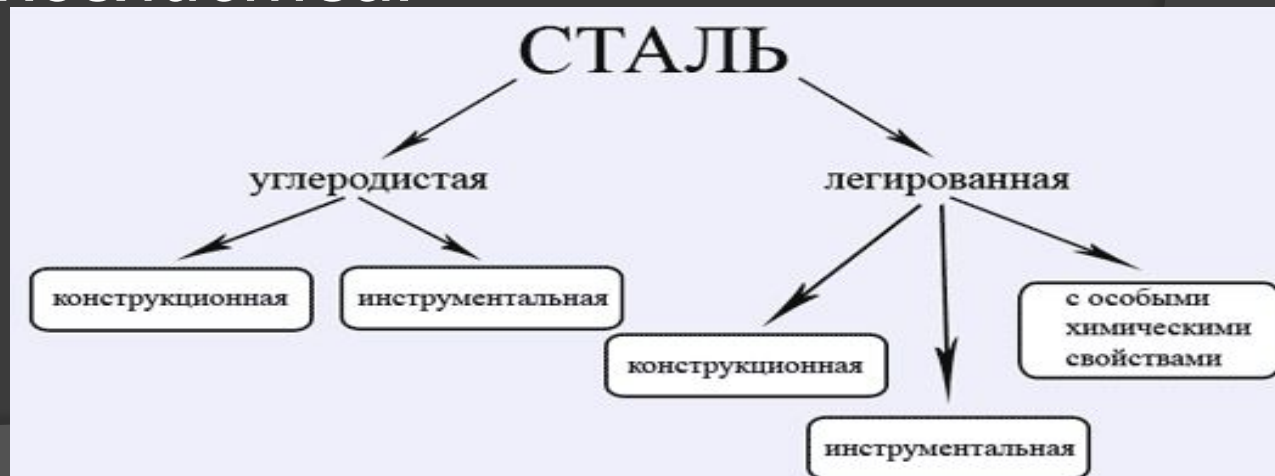 СТАЛЬ
углеродистая
легированная
конструкционная
инструментальная
конструкционная
инструментальная
с особыми
химическими
свойствами